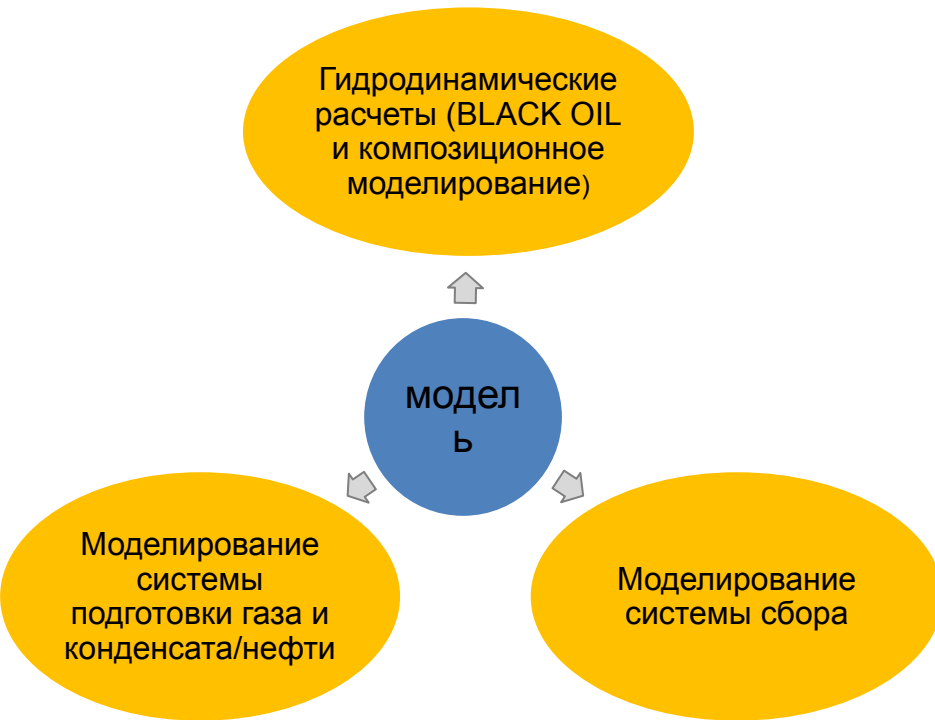 Гидродинамические
расчеты (BLACK OIL
и композиционное
моделирование)
модел
ь
Моделирование
системы
подготовки газа и
конденсата/нефти
Моделирование
системы сбора